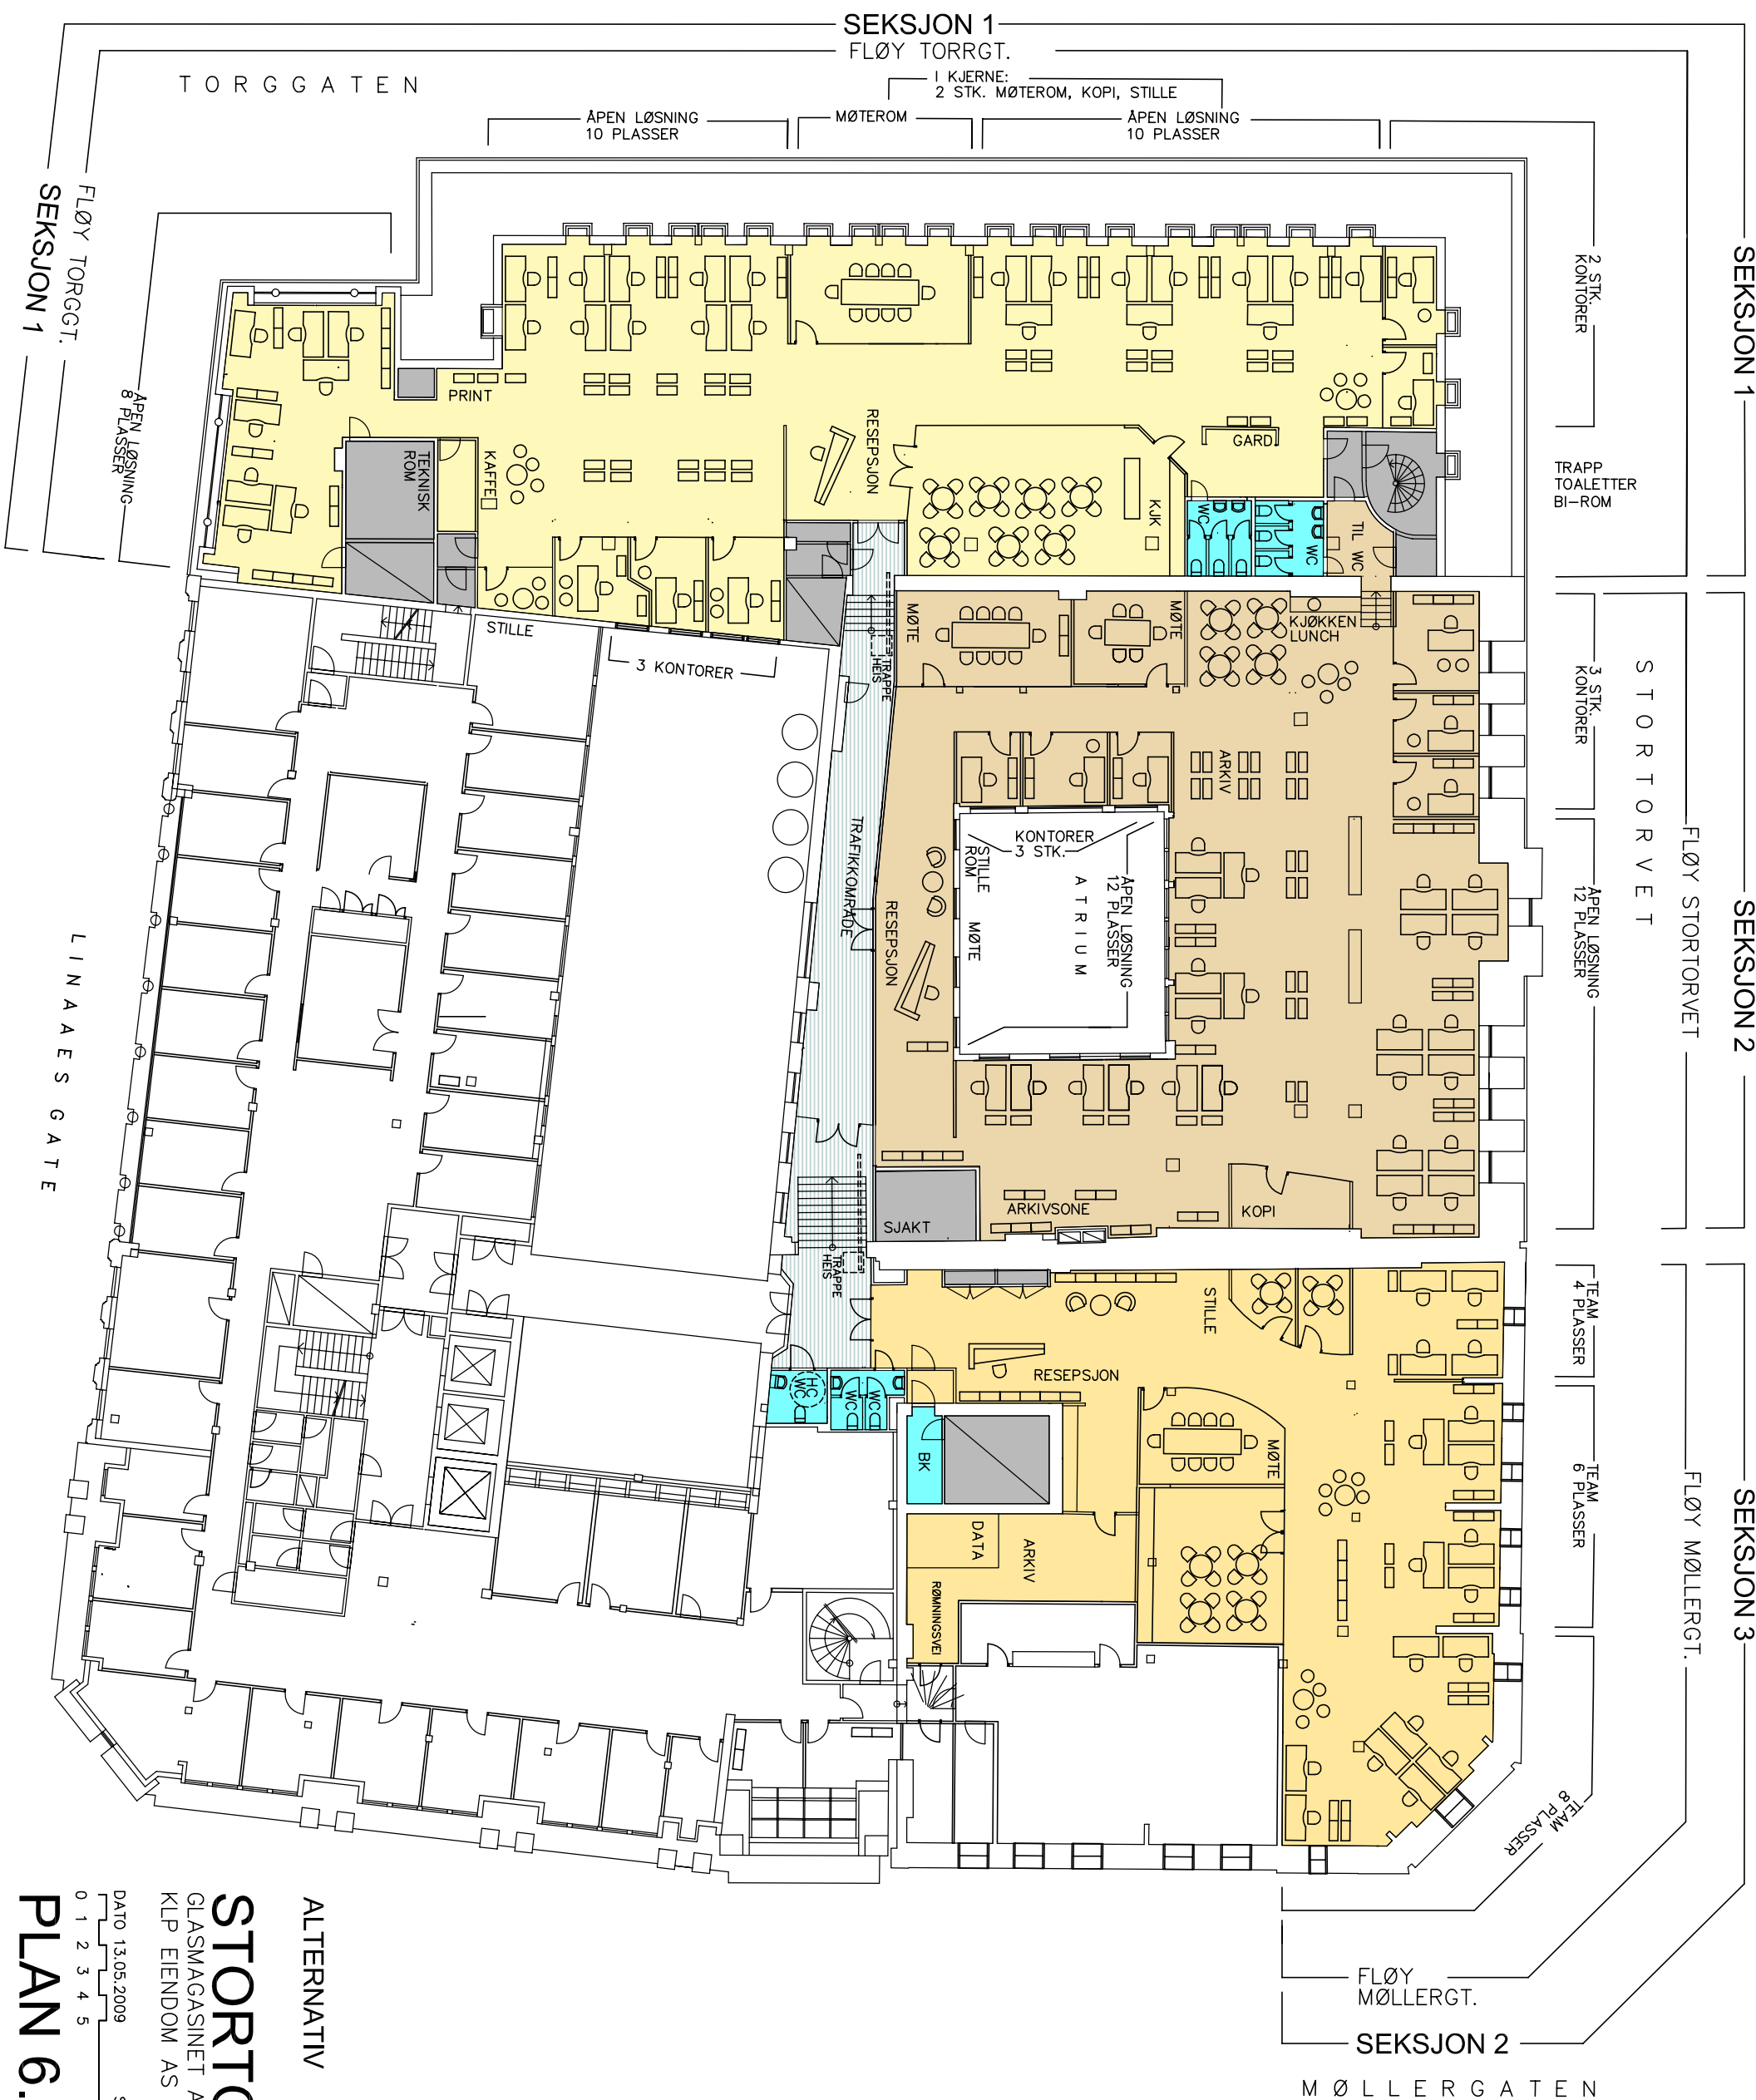 SEKSJON 1
FLØY TORRGT.
TORGGATEN
I KJERNE:
2 STK. MØTEROM, KOPI, STILLE
ÅPEN LØSNING
10 PLASSER
MØTEROM
ÅPEN LØSNING
10 PLASSER
FLØY TORGGT.
SEKSJON 1
ÅPEN LØSNING
8 PLASSER
2 STK.
KONTORER
SEKSJON 1
TRAPP
TOALETTER
BI-ROM
PRINT
TEKNISK
ROM
KAFFE
RESEPSJON
GARD.
KJK
WC
WC
TIL WC
STILLE
3 KONTORER
MØTE
MØTE
KJØKKEN
LUNCH
TRAPPE
HEIS
3 STK.
KONTORER
STORTORVET
FLØY STORTORVET
SEKSJON 2
ÅPEN LØSNING
12 PLASSER
ARKIV
KONTORER
3 STK.
STILLE
ROM
MØTE
ATRIUM
ÅPEN LØSNING
12 PLASSER
TRAFIKKOMRÅDE
RESEPSJON
LINAAES GATE
ARKIVSONE
KOPI
SJAKT
TRAPPE
HEIS
STILLE
RESEPSJON
TEAM
4 PLASSER
TEAM
6 PLASSER
FLØY MØLLERGT.
SEKSJON 3
HC
WC
WC
WC
BK
MØTE
DATA
ARKIV
RØMNINGSVEI
TEAM
8 PLASSER
FLØY
MØLLERGT.
SEKSJON 2
MØLLERGATEN
ALTERNATIV
STORTO
GLASMAGASINET A
KLP EIENDOM AS
DATO 13.05.2009
0 1 2 3 4 5
PLAN 6.